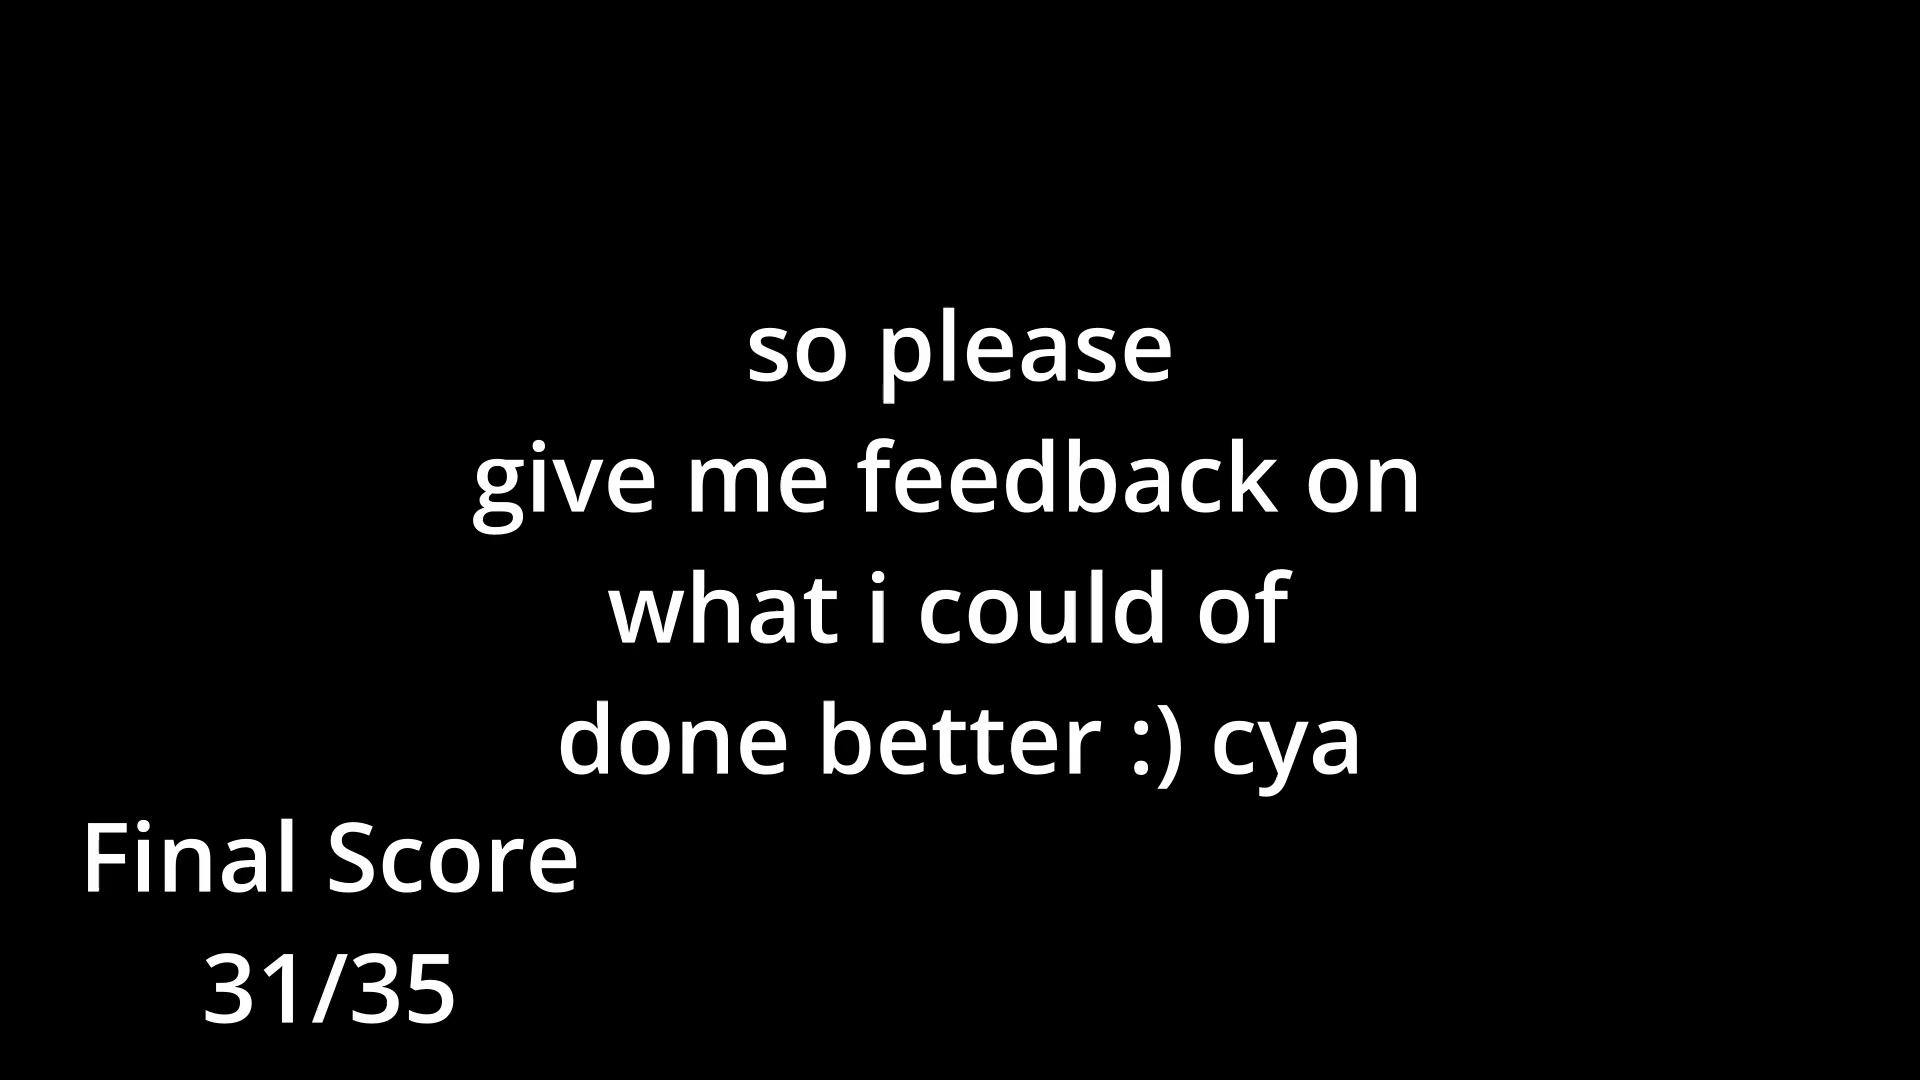 so please
give me feedback on
what i could of
done better :) cya
Final Score
31/35